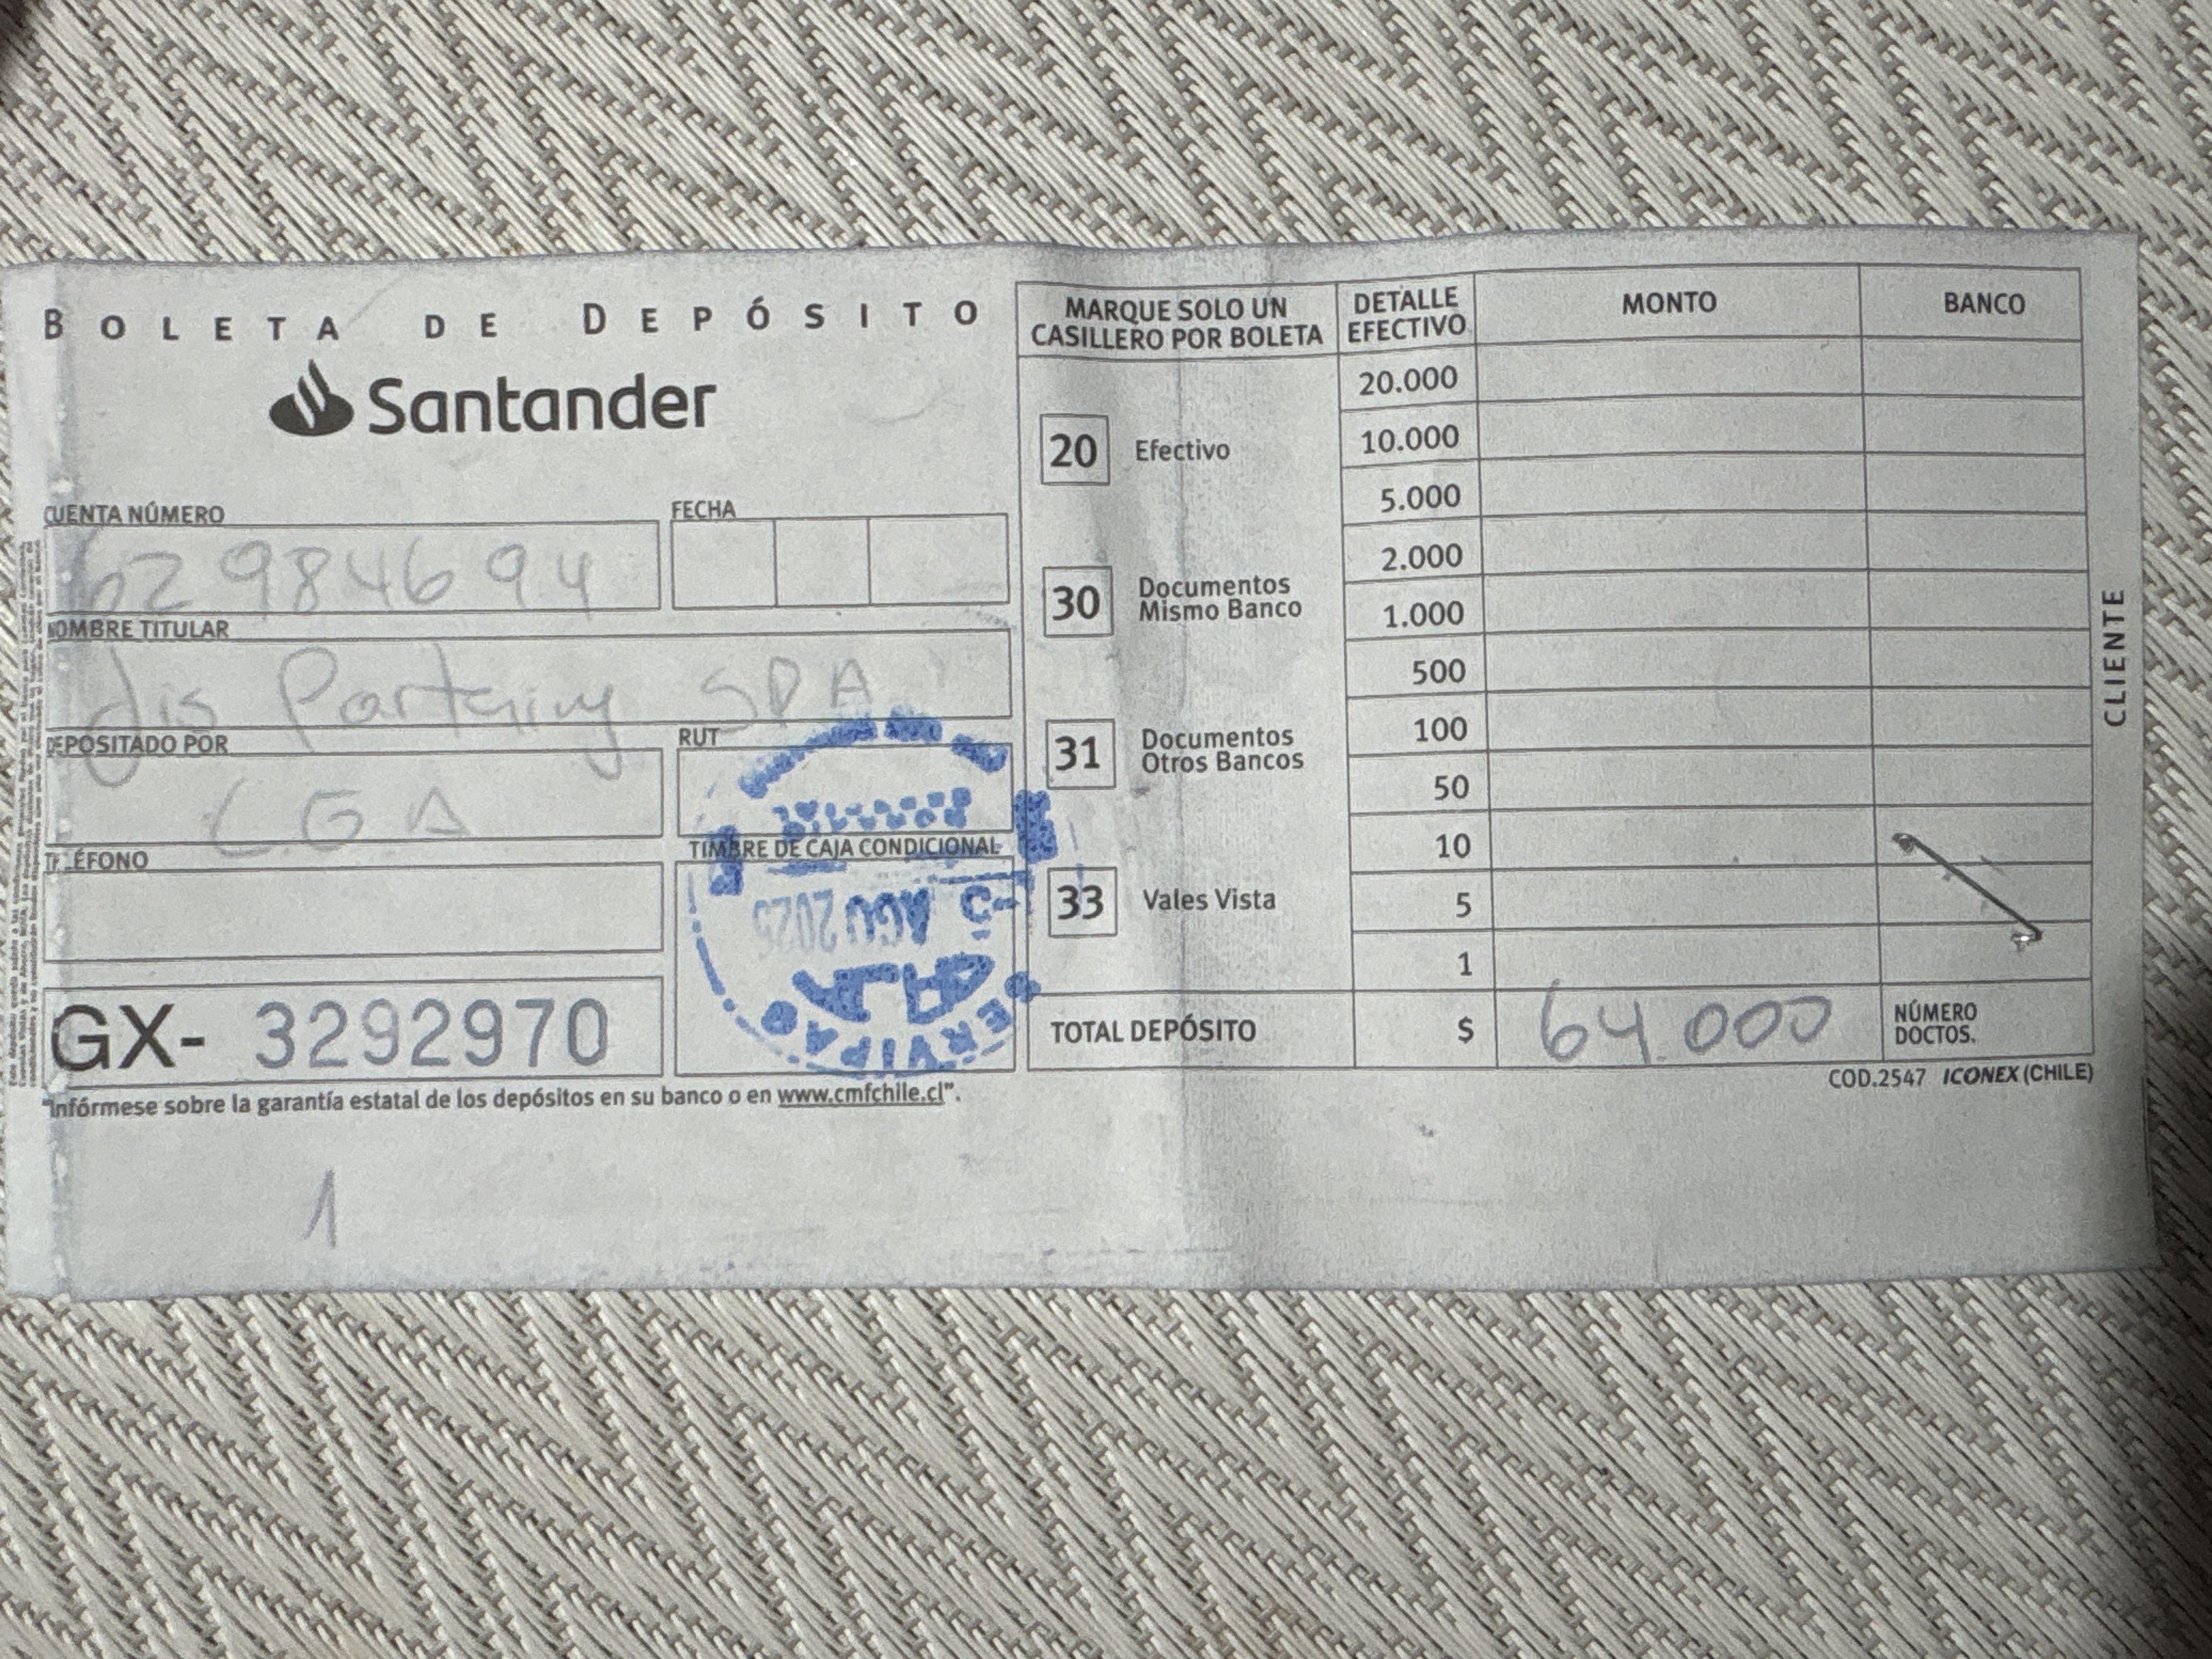 BOLETA DE DEPÓSITO
Santander
CUENTA NÚMERO
62984694
FECHA
NOMBRE TITULAR
SPA
DEPOSITADO POR
RUT
TELÉFONO
TIMBRE DE CAJA CONDICIONAL
AGO 2025
SERVIPAG
GX- 3292970
"Infórmese sobre la garantía estatal de los depósitos en su banco o en www.cmfchile.cl".
1
MARQUE SOLO UN CASILLERO POR BOLETA
20 Efectivo
30 Documentos Mismo Banco
31 Documentos Otros Bancos
33 Vales Vista
DETALLE EFECTIVO
MONTO
BANCO
20.000
10.000
5.000
2.000
1.000
500
100
50
10
5
1
TOTAL DEPÓSITO $ 64.000
NÚMERO DOCTOS.
COD.2547 ICONEX (CHILE)
CLIENTE